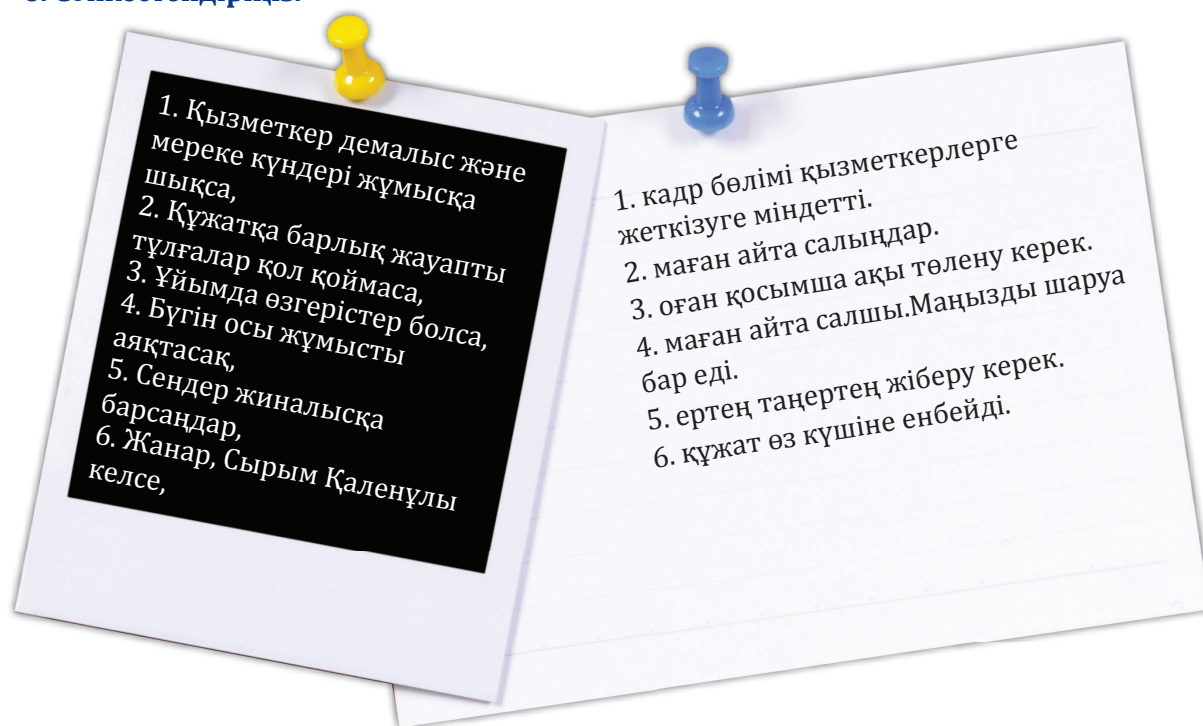 1. Қызметкер демалыс және
мереке күндері жұмысқа
шықса,
2. Құжатқа барлық жауапты
тұлғалар қол қоймаса,
3. Ұйымда өзгерістер болса,
4. Бүгін осы жұмысты
аяқтасақ,
5. Сендер жиналысқа
барсаңдар,
6. Жанар, Сырым Қаленұлы
келсе,
1. кадр бөлімі қызметкерлерге
жеткізуге міндетті.
2. маған айта салыңдар.
3. оған қосымша ақы төлену керек.
4. маған айта салшы.Маңызды шаруа
бар еді.
5. ертең таңертең жіберу керек.
6. құжат өз күшіне енбейді.